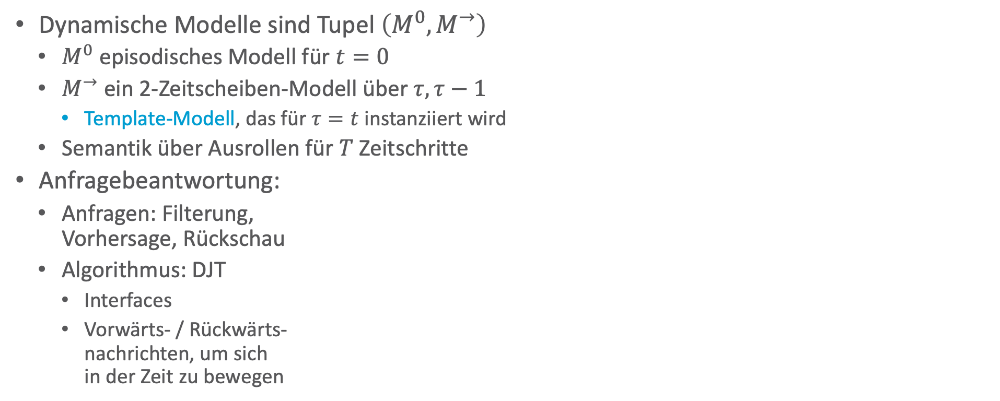 • Dynamische Modelle sind Tupel (M⁰, M→)
• M⁰ episodisches Modell für t = 0
• M→ ein 2-Zeitscheiben-Modell über τ, τ − 1
• Template-Modell, das für τ = t instanziiert wird
• Semantik über Ausrollen für T Zeitschritte
• Anfragebeantwortung:
• Anfragen: Filterung,
Vorhersage, Rückschau
• Algorithmus: DJT
• Interfaces
• Vorwärts- / Rückwärts-
nachrichten, um sich
in der Zeit zu bewegen